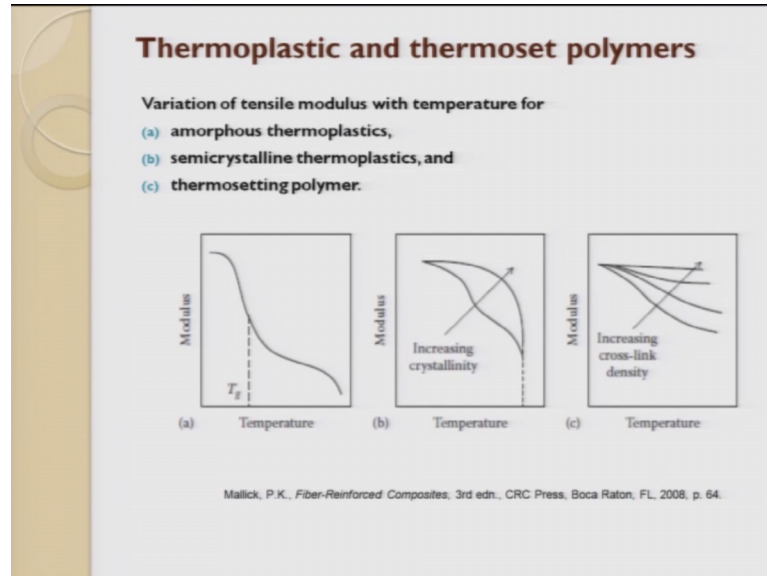 Thermoplastic and thermoset polymers
Variation of tensile modulus with temperature for
(a) amorphous thermoplastics,
(b) semicrystalline thermoplastics, and
(c) thermosetting polymer.
Modulus
T_g
(a) Temperature
Modulus
Increasing
crystallinity
(b) Temperature
Modulus
Increasing
cross-link
density
(c) Temperature
Mallick, P.K., Fiber-Reinforced Composites, 3rd edn., CRC Press, Boca Raton, FL, 2008, p. 64.